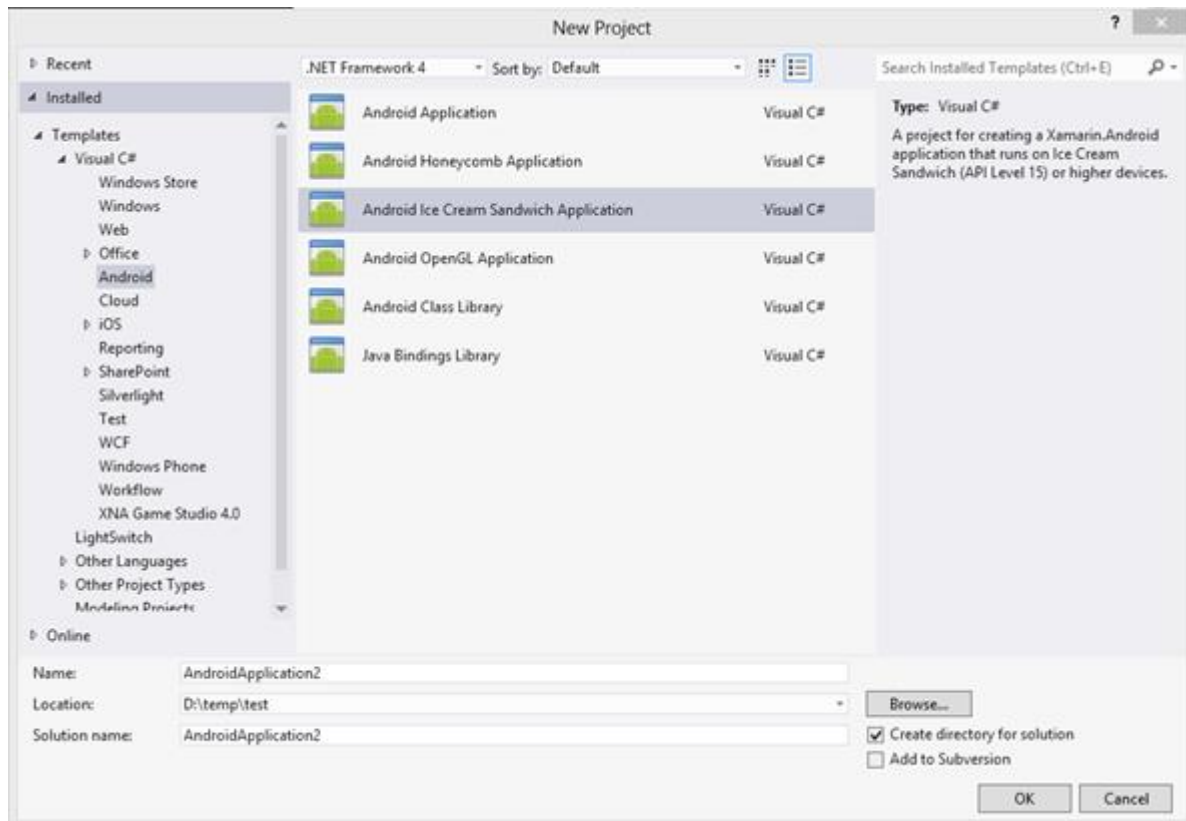 New Project
?
Recent
Installed
Templates
Visual C#
Windows Store
Windows
Web
Office
Android
Cloud
iOS
Reporting
SharePoint
Silverlight
Test
WCF
Windows Phone
Workflow
XNA Game Studio 4.0
LightSwitch
Other Languages
Other Project Types
Modeling Projects
Online
.NET Framework 4
Sort by: Default
Android Application Visual C#
Android Honeycomb Application Visual C#
Android Ice Cream Sandwich Application Visual C#
Android OpenGL Application Visual C#
Android Class Library Visual C#
Java Bindings Library Visual C#
Search Installed Templates (Ctrl+E)
Type: Visual C#
A project for creating a Xamarin.Android
application that runs on Ice Cream
Sandwich (API Level 15) or higher devices.
Name: AndroidApplication2
Location: D:\temp\test
Browse...
Solution name: AndroidApplication2
Create directory for solution
Add to Subversion
OK
Cancel